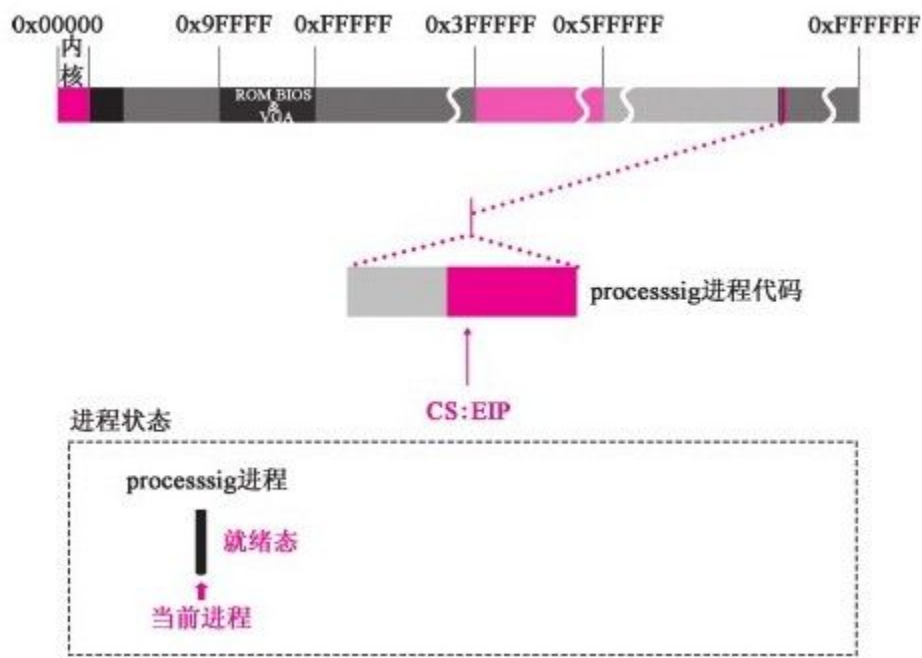 0x00000 0x9FFFF 0xFFFFF 0x3FFFFF 0x5FFFFF 0xFFFFFF
内
核
ROM BIOS
&
VGA
processsig进程代码
CS:EIP
进程状态
processsig进程
就绪态
当前进程